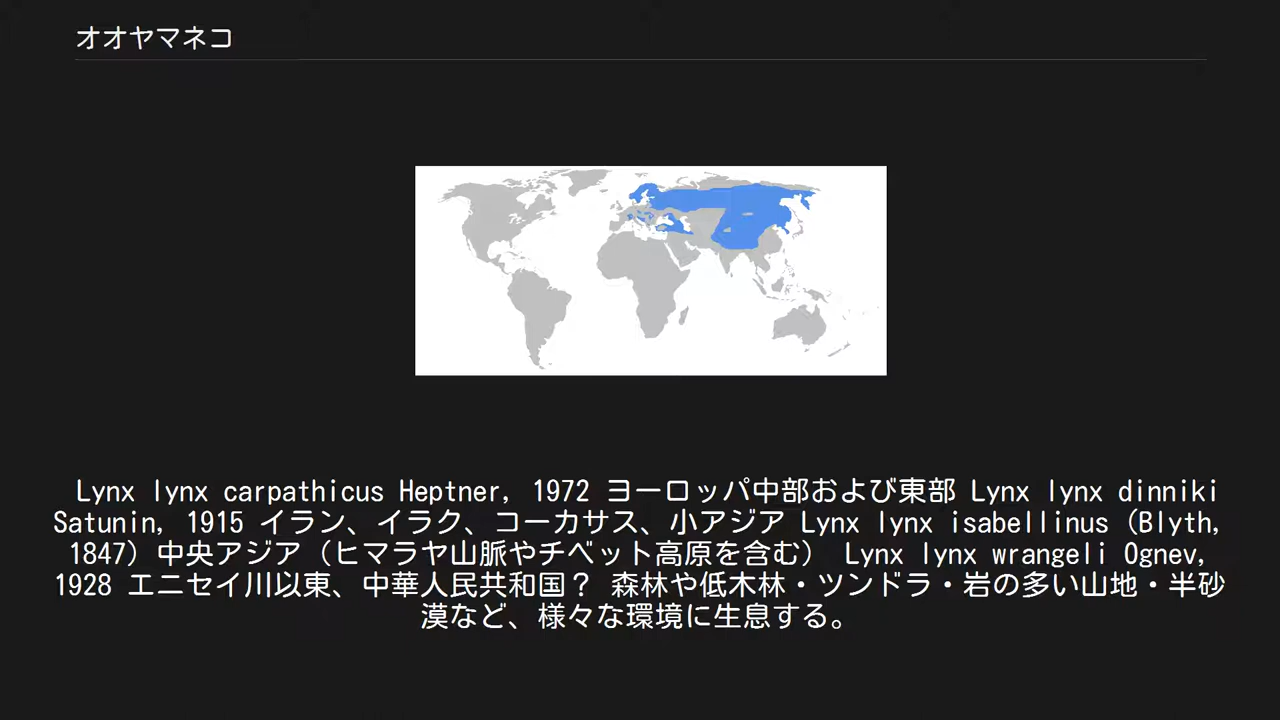 オオヤマネコ
Lynx lynx carpathicus Heptner, 1972 ヨーロッパ中部および東部 Lynx lynx dinniki
Satunin, 1915 イラン、イラク、コーカサス、小アジア Lynx lynx isabellinus（Blyth,
1847）中央アジア（ヒマラヤ山脈やチベット高原を含む） Lynx lynx wrangeli Ognev,
1928 エニセイ川以東、中華人民共和国？ 森林や低木林・ツンドラ・岩の多い山地・半砂
漠など、様々な環境に生息する。